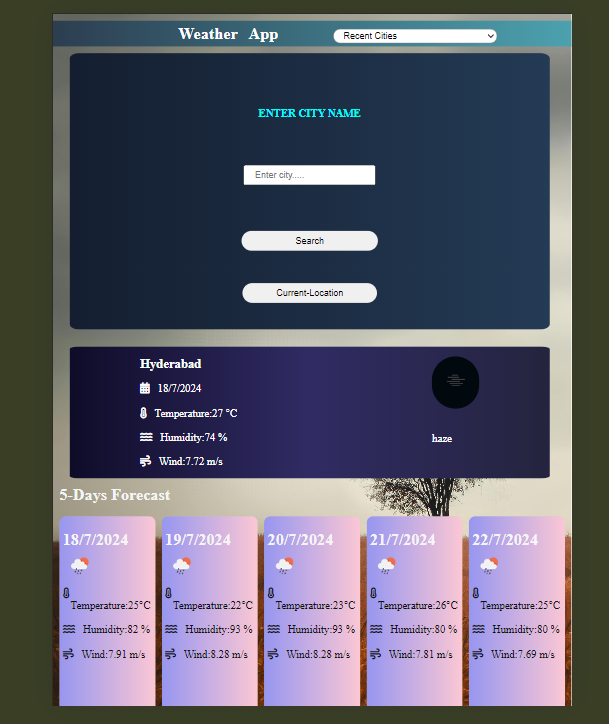 Weather App
Recent Cities
ENTER CITY NAME
Enter city.....
Search
Current-Location
Hyderabad
18/7/2024
Temperature:27 °C
Humidity:74 %
Wind:7.72 m/s
haze
5-Days Forecast
18/7/2024
Temperature:25°C
Humidity:82 %
Wind:7.91 m/s
19/7/2024
Temperature:22°C
Humidity:93 %
Wind:8.28 m/s
20/7/2024
Temperature:23°C
Humidity:93 %
Wind:8.28 m/s
21/7/2024
Temperature:26°C
Humidity:80 %
Wind:7.81 m/s
22/7/2024
Temperature:25°C
Humidity:80 %
Wind:7.69 m/s